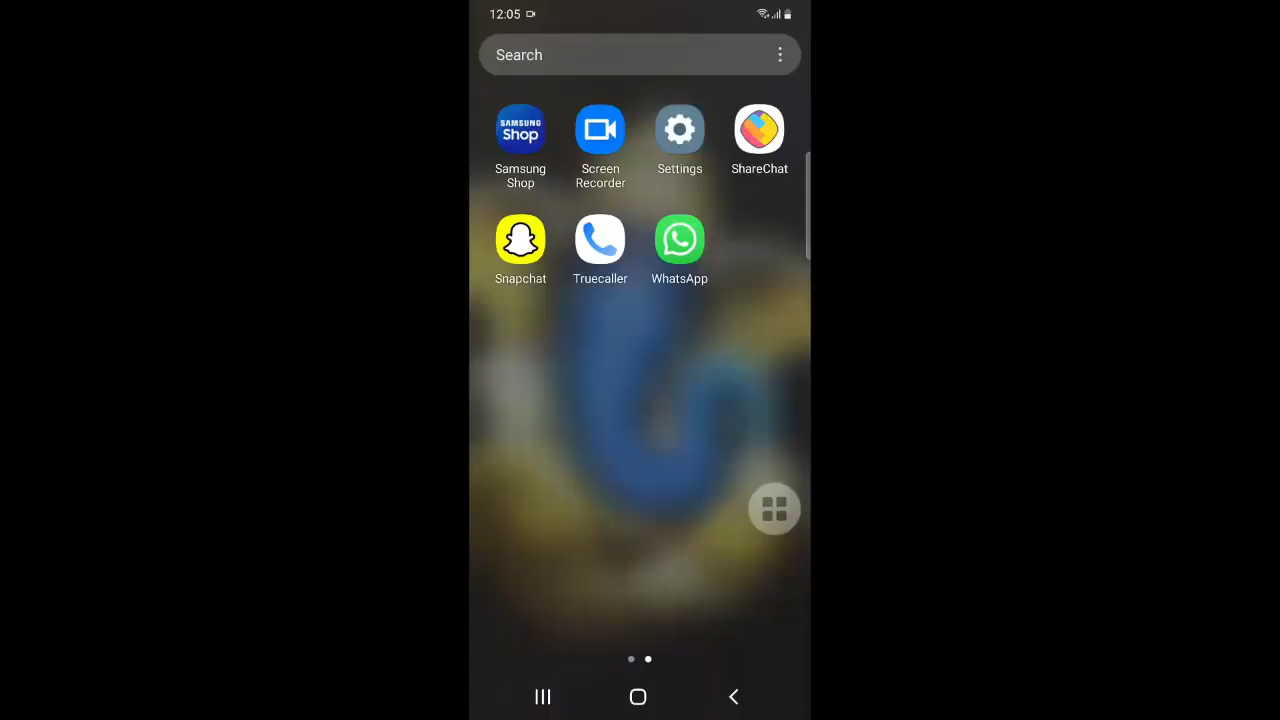 12:05
Search
SAMSUNG
Shop
Samsung
Shop
Screen
Recorder
Settings
ShareChat
Snapchat
Truecaller
WhatsApp